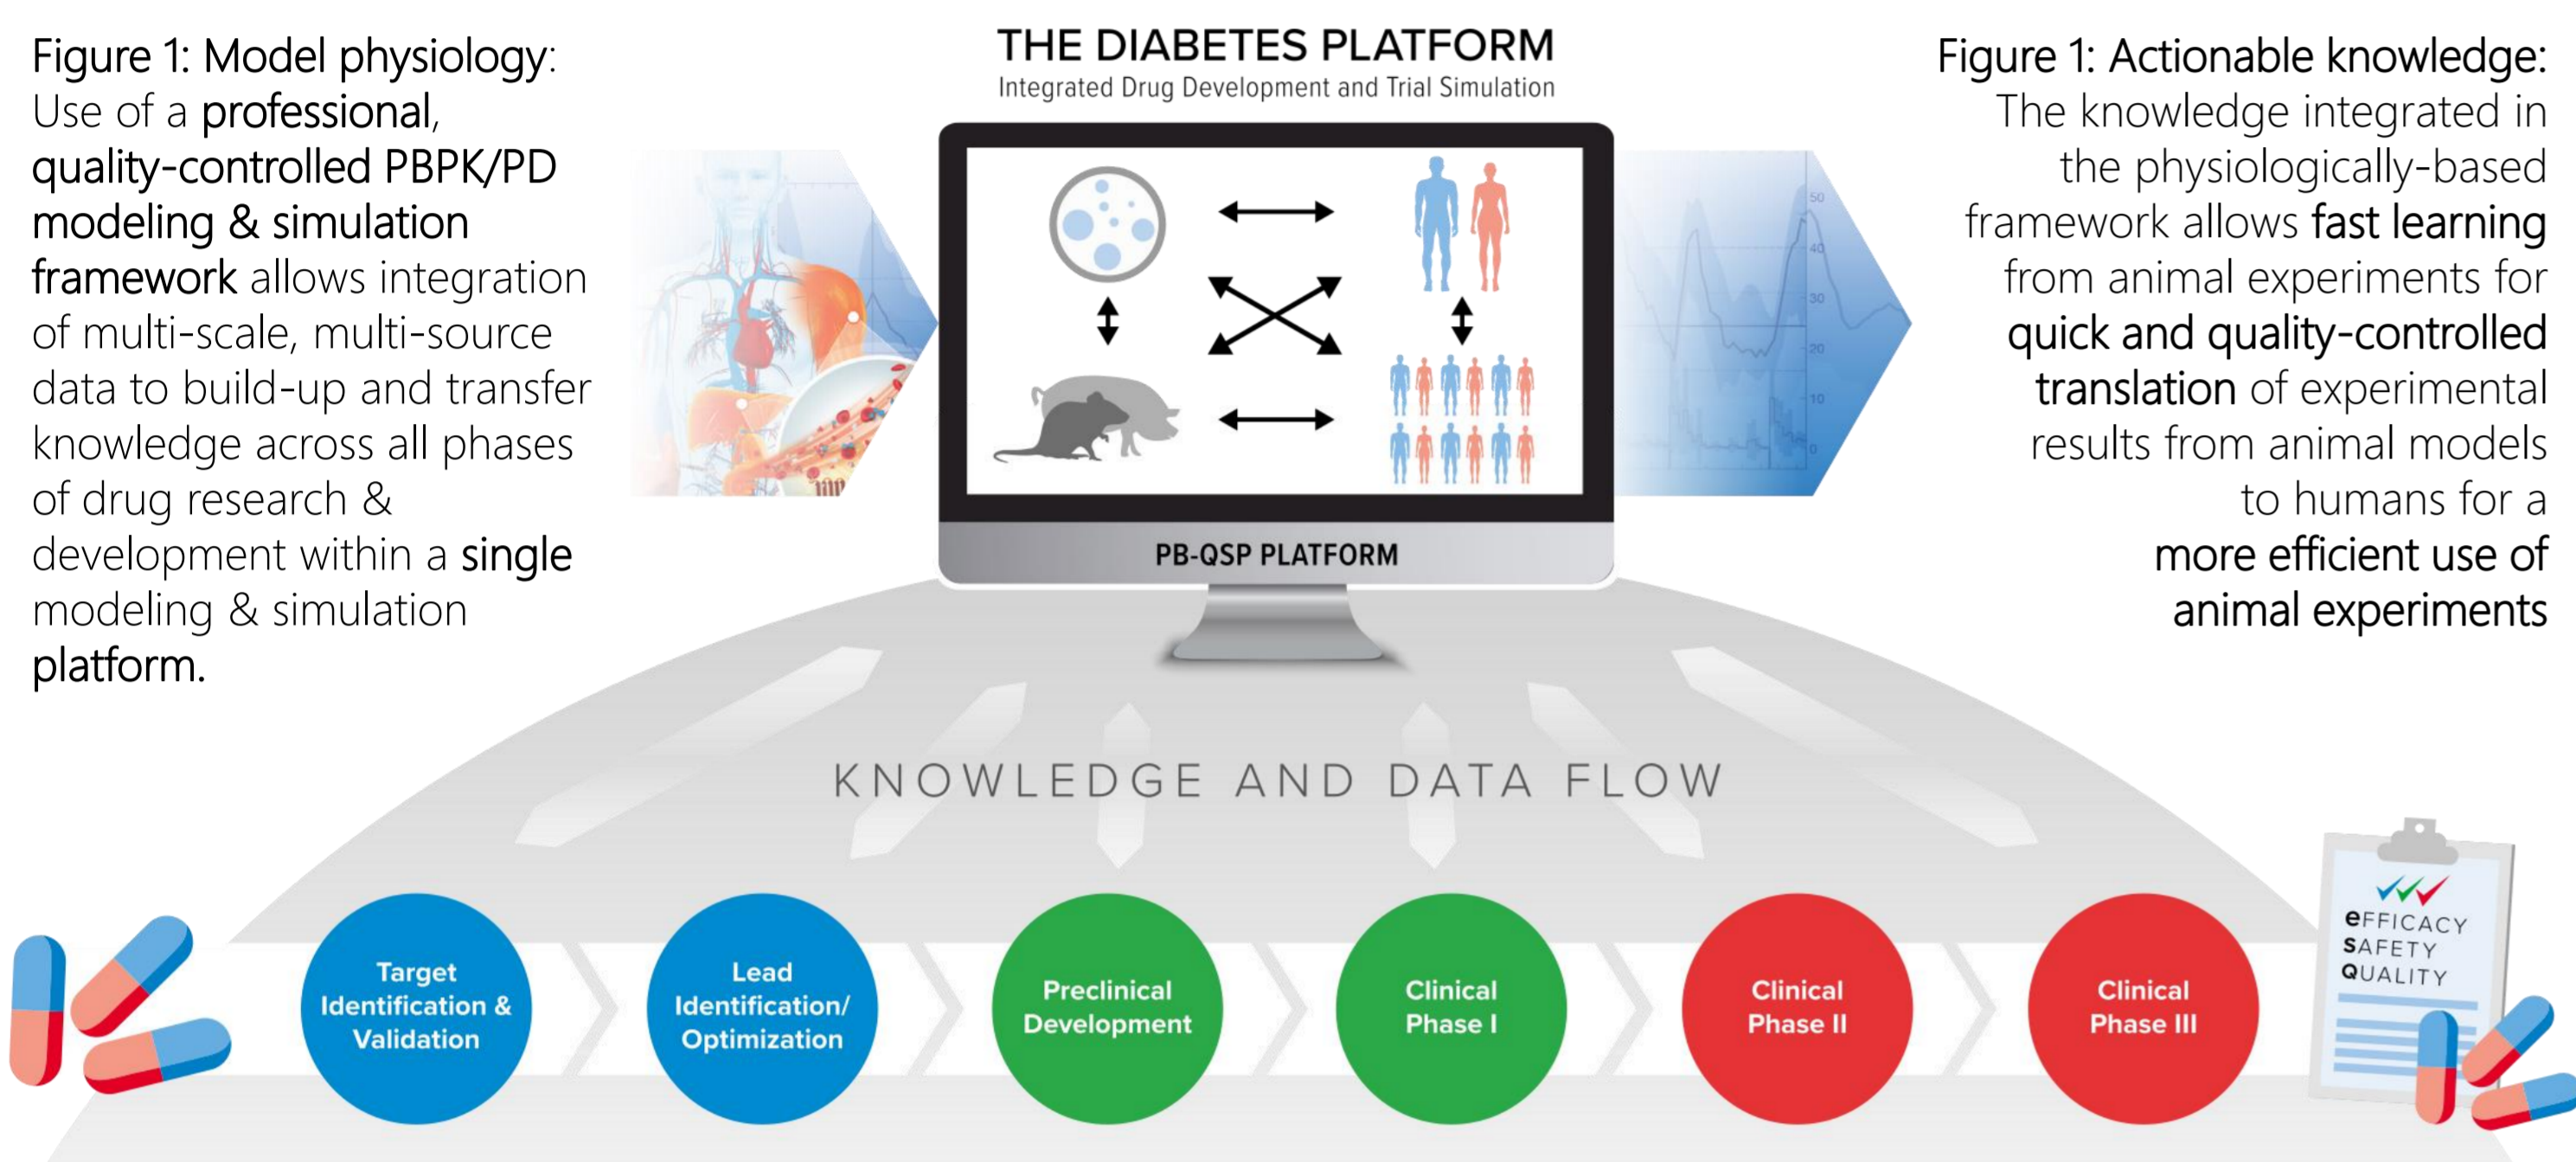 Figure 1: Model physiology:
Use of a professional,
quality-controlled PBPK/PD
modeling & simulation
framework allows integration
of multi-scale, multi-source
data to build-up and transfer
knowledge across all phases
of drug research &
development within a single
modeling & simulation
platform.
THE DIABETES PLATFORM
Integrated Drug Development and Trial Simulation
PB-QSP PLATFORM
50
40
30
20
10
0
Figure 1: Actionable knowledge:
The knowledge integrated in
the physiologically-based
framework allows fast learning
from animal experiments for
quick and quality-controlled
translation of experimental
results from animal models
to humans for a
more efficient use of
animal experiments
KNOWLEDGE AND DATA FLOW
Target
Identification &
Validation
Lead
Identification/
Optimization
Preclinical
Development
Clinical
Phase I
Clinical
Phase II
Clinical
Phase III
eFFICACY
SAFETY
QUALITY